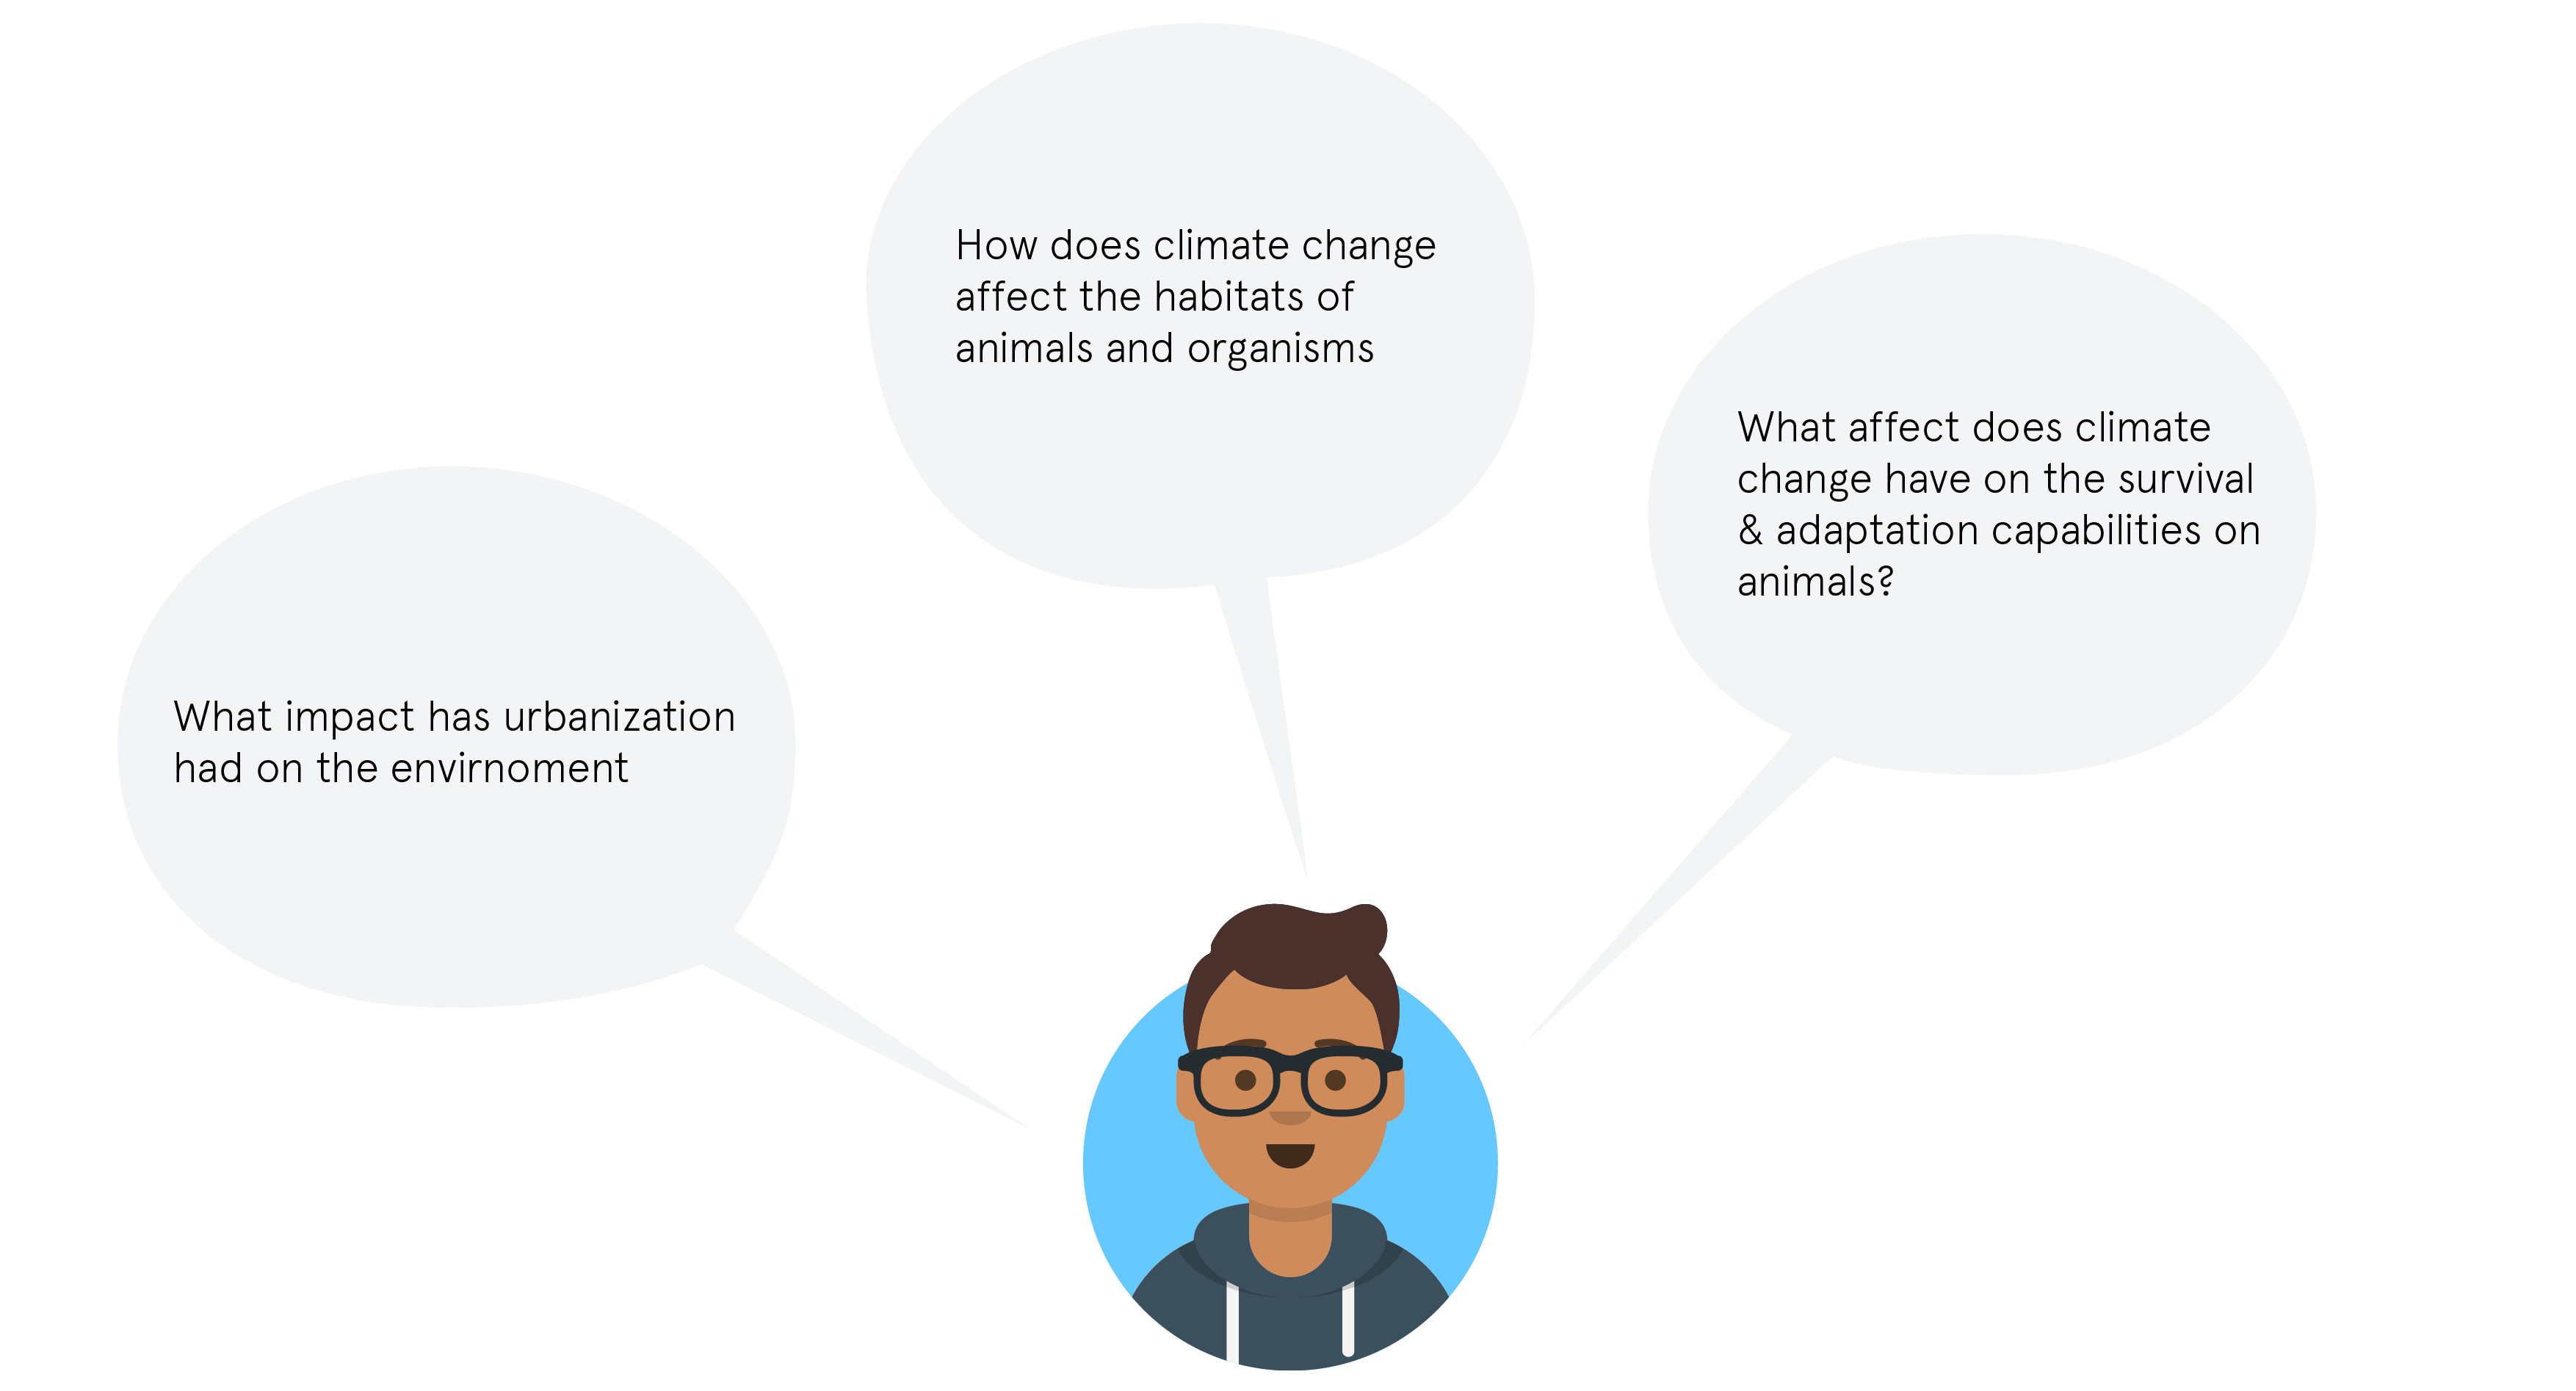 What impact has urbanization
had on the envirnoment
How does climate change
affect the habitats of
animals and organisms
What affect does climate
change have on the survival
& adaptation capabilities on
animals?